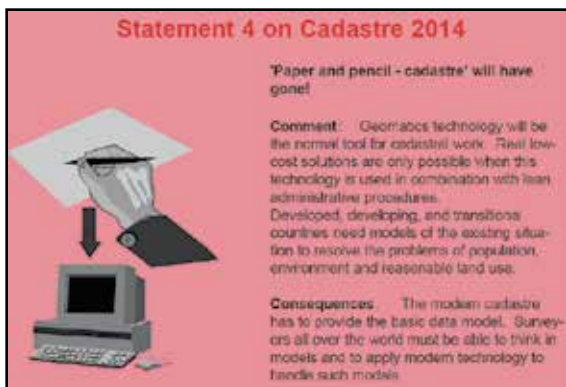 Statement 4 on Cadastre 2014
'Paper and pencil - cadastre' will have
gone!
Comment: Geomatics technology will be
the normal tool for cadastral work. Real low-
cost solutions are only possible when this
technology is used in combination with lean
administrative procedures.
Developed, developing, and transitional
countries need models of the existing situa-
tion to resolve the problems of population,
environment and reasonable land use.
Consequences: The modern cadastre
has to provide the basic data model. Survey-
ors all over the world must be able to think in
models and to apply modern technology to
handle such models.